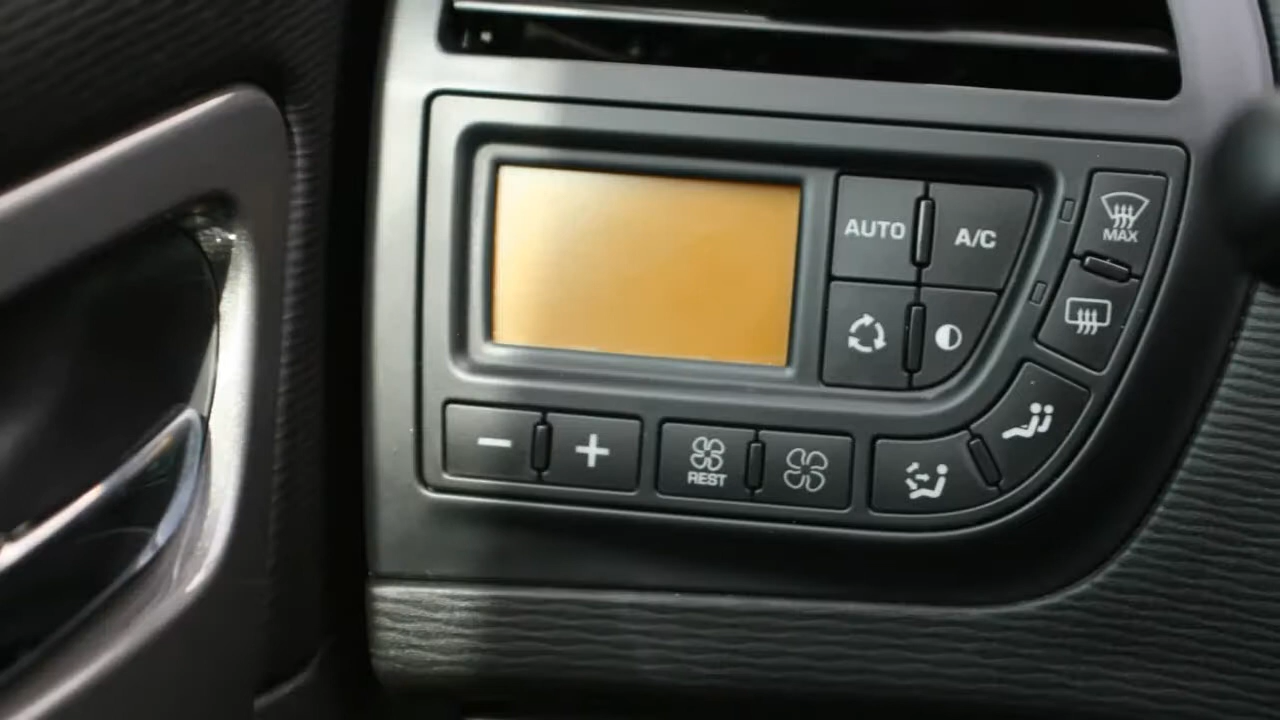 AUTO
A/C
MAX
− +
REST